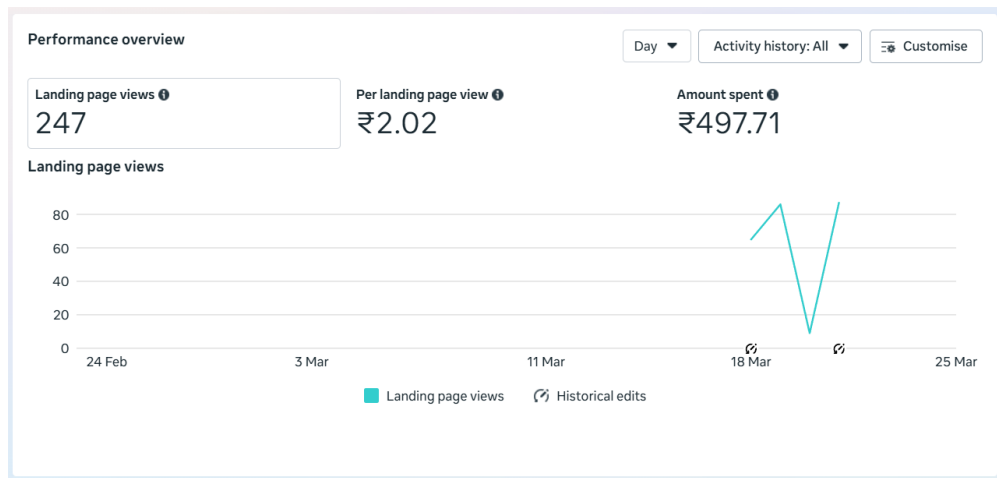 Performance overview
Day
Activity history: All
Customise
Landing page views
247
Per landing page view
₹2.02
Amount spent
₹497.71
Landing page views
80
60
40
20
0
24 Feb
3 Mar
11 Mar
18 Mar
25 Mar
Landing page views
Historical edits